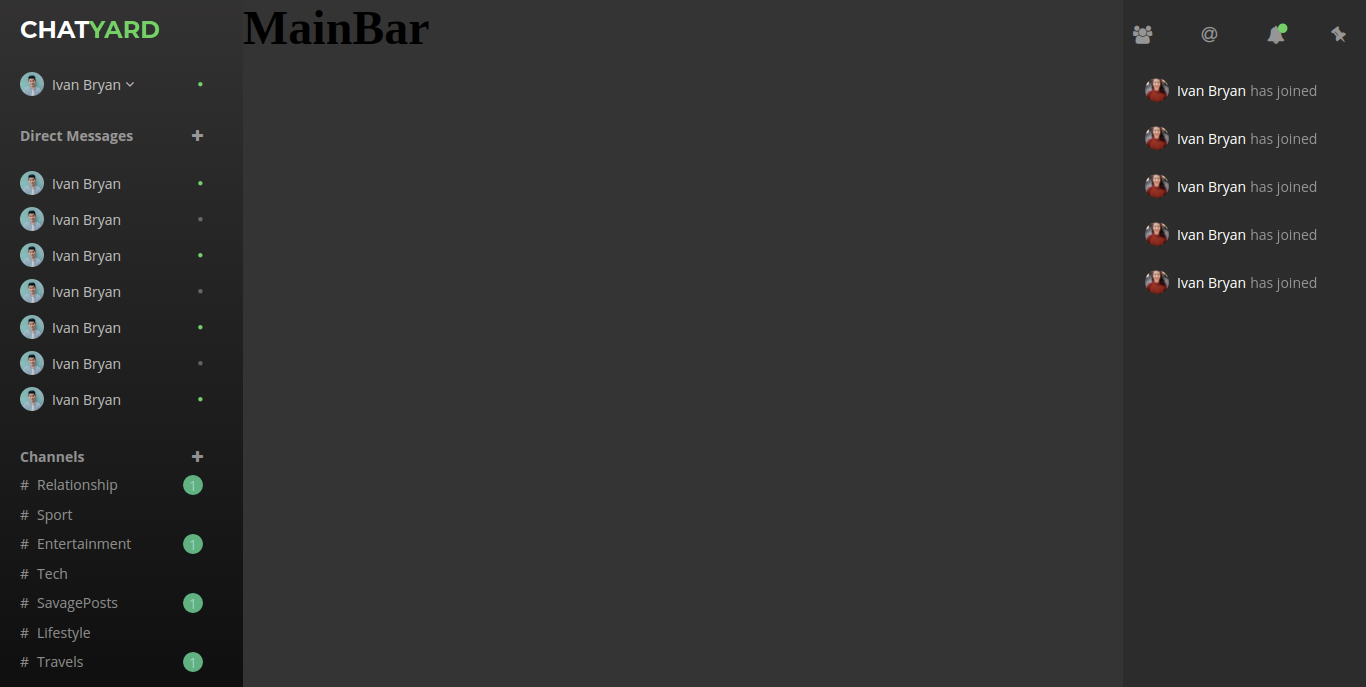 CHATYARD
Ivan Bryan
Direct Messages +
Ivan Bryan
Ivan Bryan
Ivan Bryan
Ivan Bryan
Ivan Bryan
Ivan Bryan
Ivan Bryan
Channels +
# Relationship 1
# Sport
# Entertainment 1
# Tech
# SavagePosts 1
# Lifestyle
# Travels 1
MainBar
@
Ivan Bryan has joined
Ivan Bryan has joined
Ivan Bryan has joined
Ivan Bryan has joined
Ivan Bryan has joined